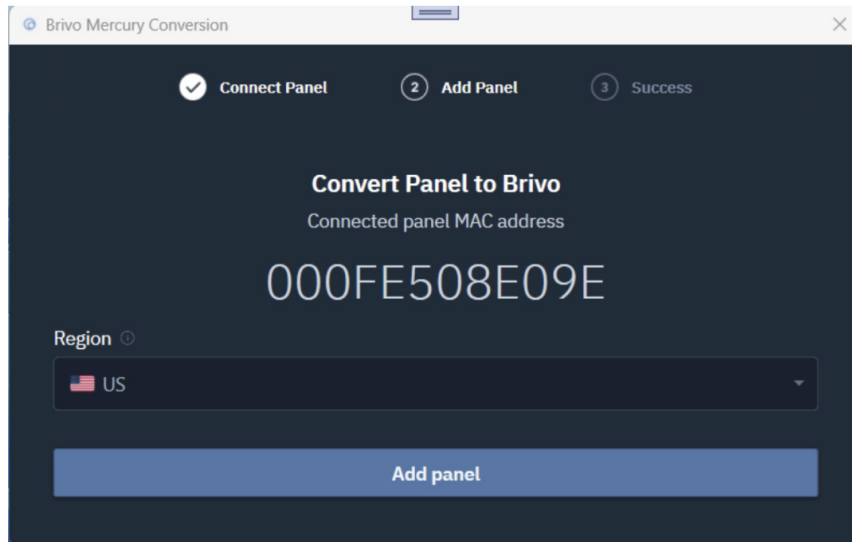 Brivo Mercury Conversion
Connect Panel 2 Add Panel 3 Success
Convert Panel to Brivo
Connected panel MAC address
000FE508E09E
Region
US
Add panel